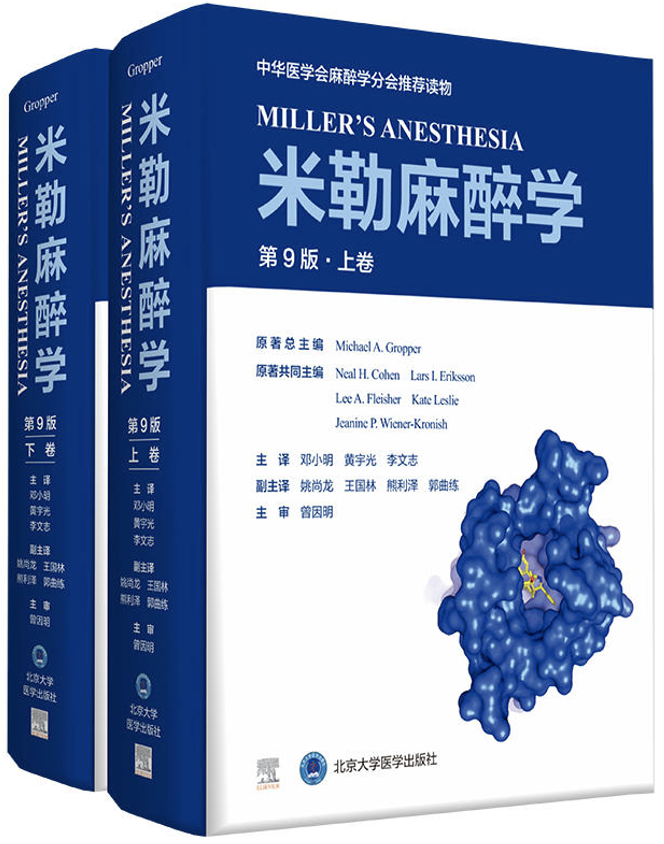 Gropper
米勒麻醉学
MILLER'S ANESTHESIA
第9版
下卷
主译
邓小明
黄宇光
李文志
副主译
姚尚龙 王国林
熊利泽 郭曲练
主审
曾因明
北京大学
医学出版社
Gropper
米勒麻醉学
MILLER'S ANESTHESIA
第9版
上卷
主译
邓小明
黄宇光
李文志
副主译
姚尚龙 王国林
熊利泽 郭曲练
主审
曾因明
北京大学
医学出版社
中华医学会麻醉学分会推荐读物
MILLER'S ANESTHESIA
米勒麻醉学
第9版·上卷
原著总主编 Michael A. Gropper
原著共同主编 Neal H. Cohen Lars I. Eriksson
Lee A. Fleisher Kate Leslie
Jeanine P. Wiener-Kronish
主译 邓小明 黄宇光 李文志
副主译 姚尚龙 王国林 熊利泽 郭曲练
主审 曾因明
ELSEVIER
北京大学医学出版社